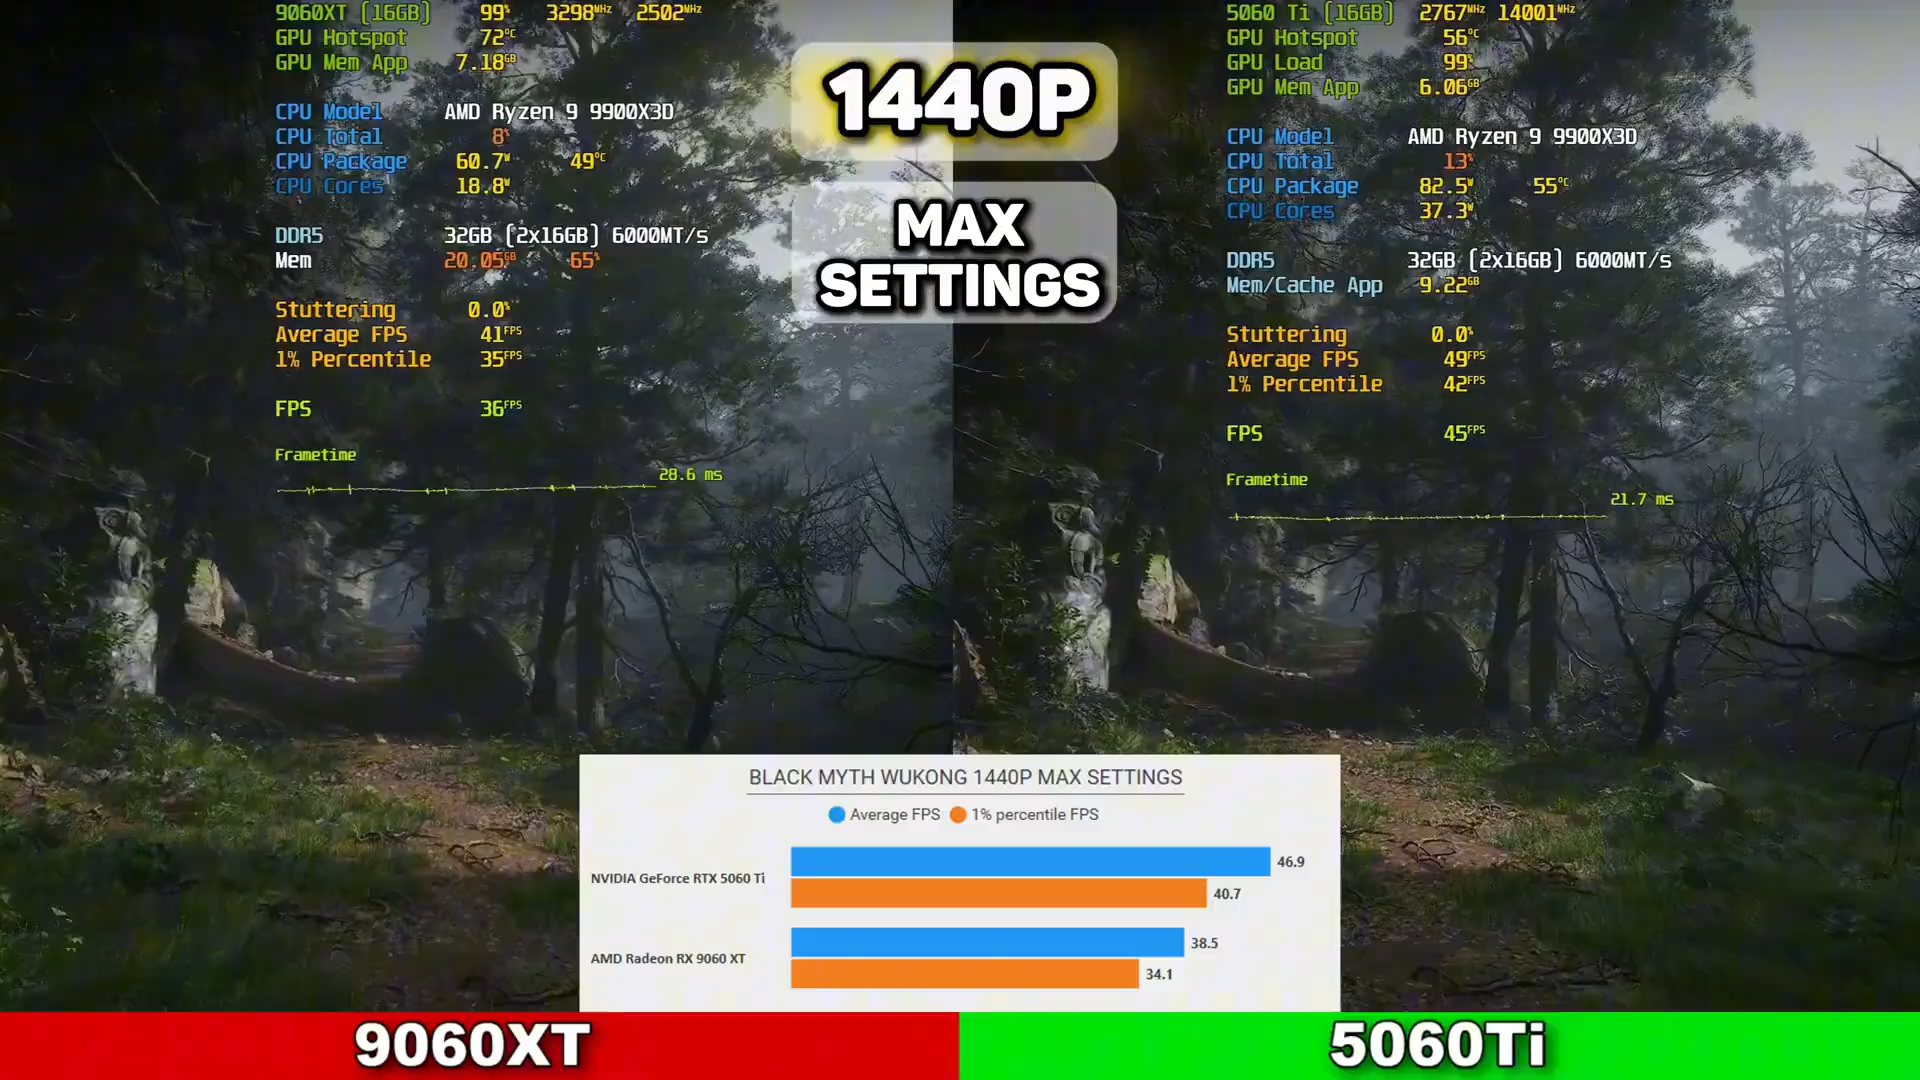 9060XT (16GB) 99% 3298MHz 2502MHz
GPU Hotspot 72°C
GPU Mem App 7.18GB
CPU Model AMD Ryzen 9 9900X3D
CPU Total 8%
CPU Package 60.7W 49°C
CPU Cores 18.8W
DDR5 32GB (2x16GB) 6000MT/s
Mem 20.05GB 65%
Stuttering 0.0%
Average FPS 41FPS
1% Percentile 35FPS
FPS 36FPS
Frametime
28.6 ms
1440P
MAX
SETTINGS
5060 Ti (16GB) 2767MHz 14001MHz
GPU Hotspot 56°C
GPU Load 99%
GPU Mem App 6.06GB
CPU Model AMD Ryzen 9 9900X3D
CPU Total 13%
CPU Package 82.5W 55°C
CPU Cores 37.3W
DDR5 32GB (2x16GB) 6000MT/s
Mem/Cache App 9.22GB
Stuttering 0.0%
Average FPS 49FPS
1% Percentile 42FPS
FPS 45FPS
Frametime
21.7 ms
BLACK MYTH WUKONG 1440P MAX SETTINGS
Average FPS 1% percentile FPS
NVIDIA GeForce RTX 5060 Ti
46.9
40.7
AMD Radeon RX 9060 XT
38.5
34.1
9060XT
5060Ti